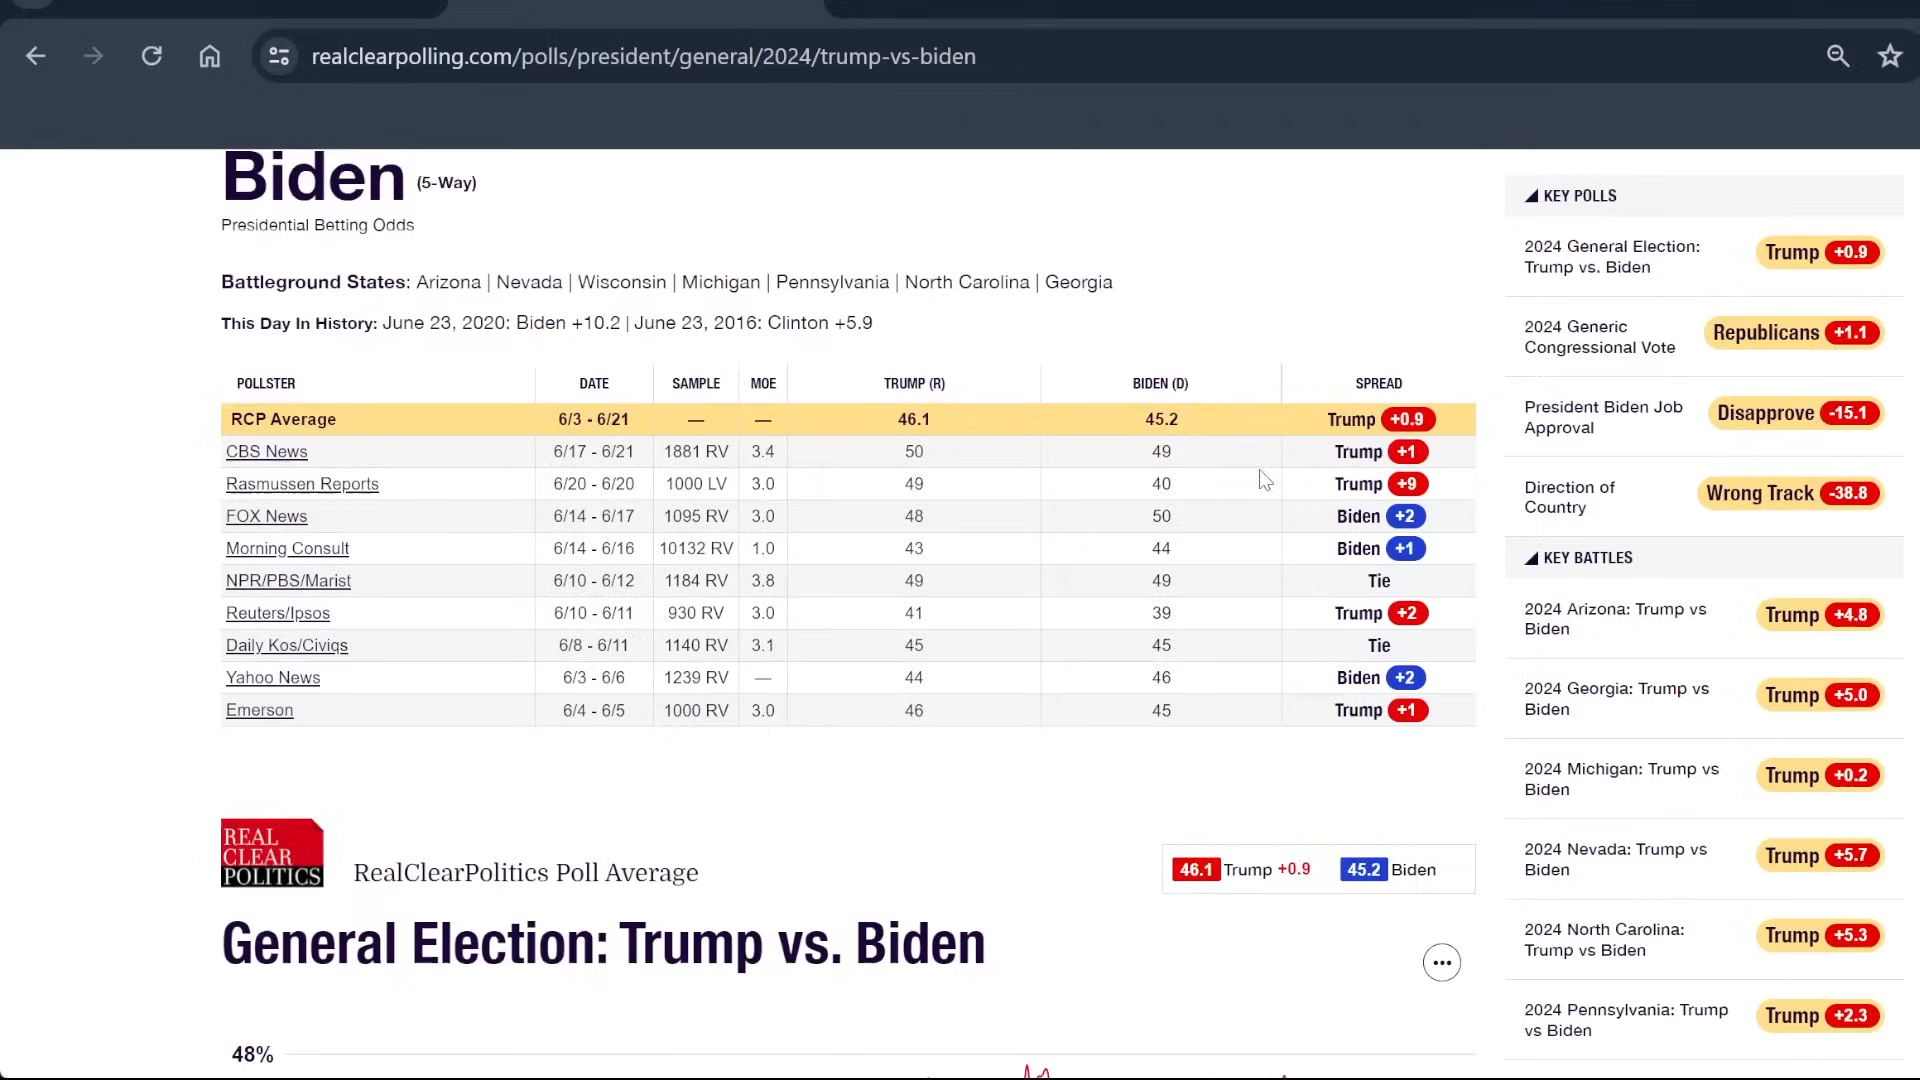 realclearpolling.com/polls/president/general/2024/trump-vs-biden
Biden (5-Way)
Presidential Betting Odds
Battleground States: Arizona | Nevada | Wisconsin | Michigan | Pennsylvania | North Carolina | Georgia
This Day In History: June 23, 2020: Biden +10.2 | June 23, 2016: Clinton +5.9
POLLSTER DATE SAMPLE MOE TRUMP (R) BIDEN (D) SPREAD
RCP Average 6/3 - 6/21 — — 46.1 45.2 Trump +0.9
CBS News 6/17 - 6/21 1881 RV 3.4 50 49 Trump +1
Rasmussen Reports 6/20 - 6/20 1000 LV 3.0 49 40 Trump +9
FOX News 6/14 - 6/17 1095 RV 3.0 48 50 Biden +2
Morning Consult 6/14 - 6/16 10132 RV 1.0 43 44 Biden +1
NPR/PBS/Marist 6/10 - 6/12 1184 RV 3.8 49 49 Tie
Reuters/Ipsos 6/10 - 6/11 930 RV 3.0 41 39 Trump +2
Daily Kos/Civiqs 6/8 - 6/11 1140 RV 3.1 45 45 Tie
Yahoo News 6/3 - 6/6 1239 RV — 44 46 Biden +2
Emerson 6/4 - 6/5 1000 RV 3.0 46 45 Trump +1
REAL
CLEAR
POLITICS
RealClearPolitics Poll Average
46.1 Trump +0.9 45.2 Biden
General Election: Trump vs. Biden
48%
KEY POLLS
2024 General Election:
Trump vs. Biden
Trump +0.9
2024 Generic
Congressional Vote
Republicans +1.1
President Biden Job
Approval
Disapprove -15.1
Direction of
Country
Wrong Track -38.8
KEY BATTLES
2024 Arizona: Trump vs
Biden
Trump +4.8
2024 Georgia: Trump vs
Biden
Trump +5.0
2024 Michigan: Trump vs
Biden
Trump +0.2
2024 Nevada: Trump vs
Biden
Trump +5.7
2024 North Carolina:
Trump vs Biden
Trump +5.3
2024 Pennsylvania: Trump
vs Biden
Trump +2.3